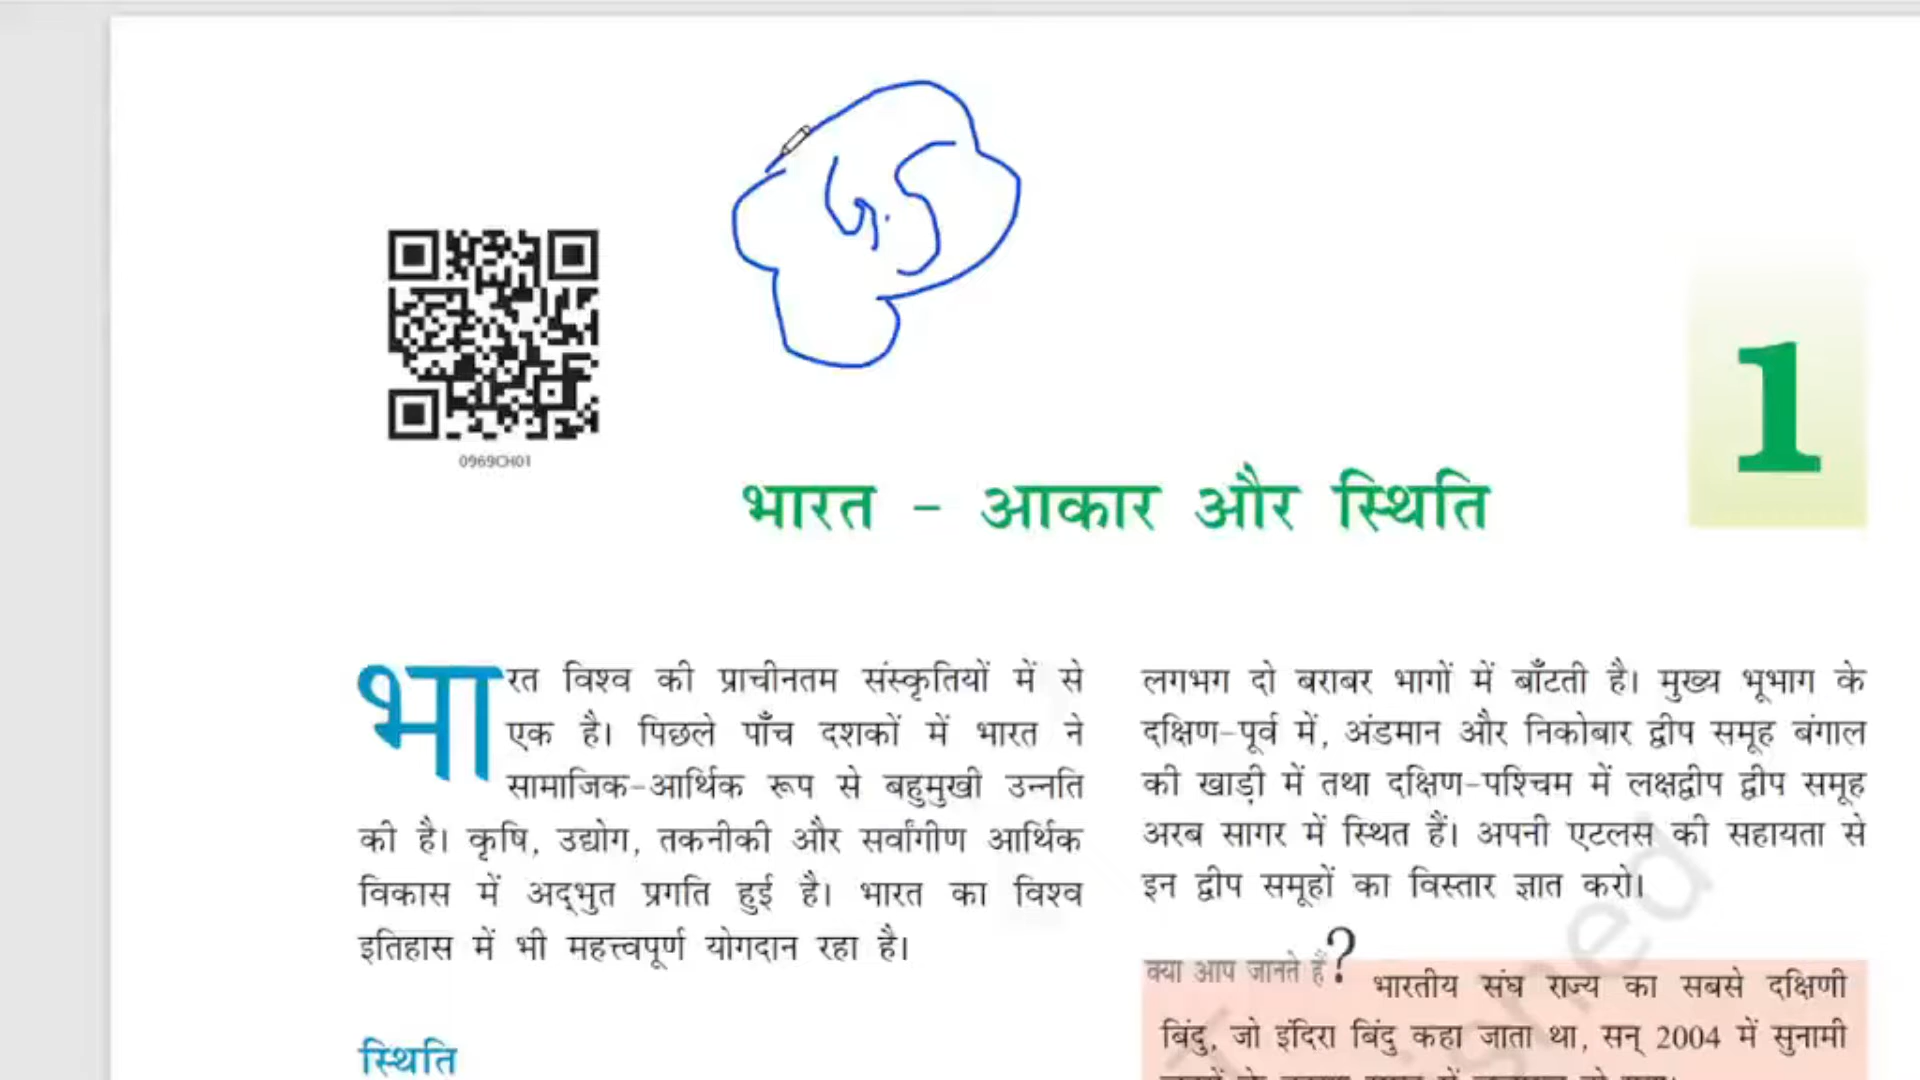 0969CH01
1
भारत - आकार और स्थिति
भारत विश्व की प्राचीनतम संस्कृतियों में से
एक है। पिछले पाँच दशकों में भारत ने
सामाजिक-आर्थिक रूप से बहुमुखी उन्नति
की है। कृषि, उद्योग, तकनीकी और सर्वांगीण आर्थिक
विकास में अद्भुत प्रगति हुई है। भारत का विश्व
इतिहास में भी महत्त्वपूर्ण योगदान रहा है।
स्थिति
लगभग दो बराबर भागों में बाँटती है। मुख्य भूभाग के
दक्षिण-पूर्व में, अंडमान और निकोबार द्वीप समूह बंगाल
की खाड़ी में तथा दक्षिण-पश्चिम में लक्षद्वीप द्वीप समूह
अरब सागर में स्थित हैं। अपनी एटलस की सहायता से
इन द्वीप समूहों का विस्तार ज्ञात करो।
क्या आप जानते हैं?
भारतीय संघ राज्य का सबसे दक्षिणी
बिंदु, जो इंदिरा बिंदु कहा जाता था, सन् 2004 में सुनामी